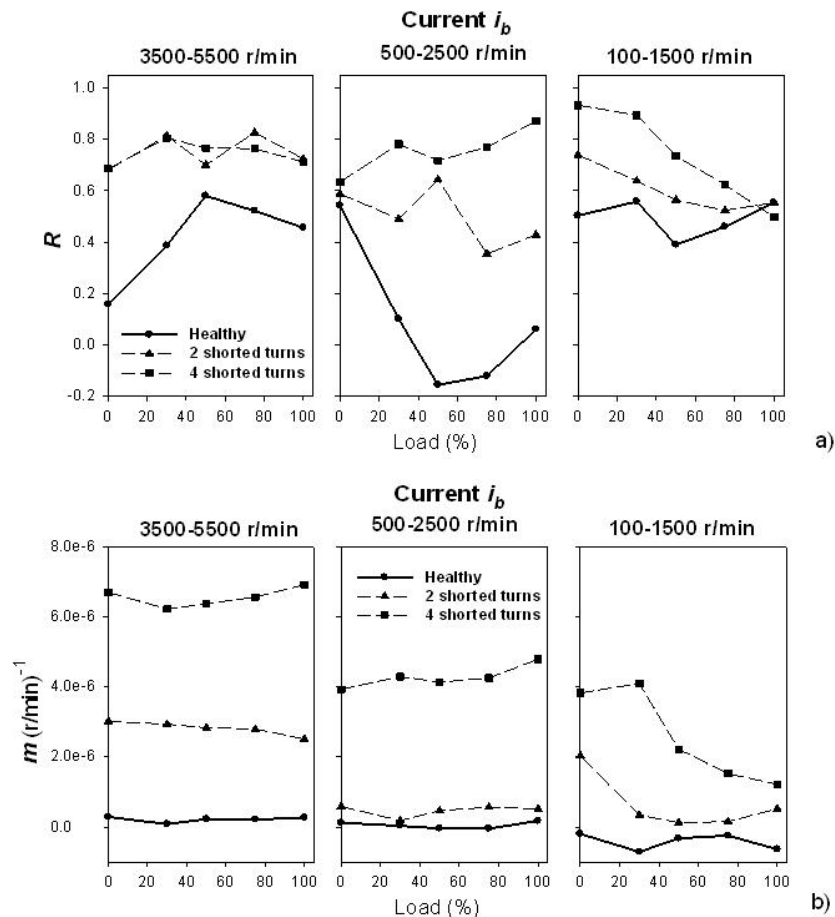 Current i_b
3500-5500 r/min 500-2500 r/min 100-1500 r/min
1.0
0.8
0.6
0.4
0.2
0.0
-0.2
R
Healthy
2 shorted turns
4 shorted turns
0 20 40 60 80 100 0 20 40 60 80 100 0 20 40 60 80 100
Load (%)
a)
Current i_b
3500-5500 r/min 500-2500 r/min 100-1500 r/min
8.0e-6
6.0e-6
4.0e-6
2.0e-6
0.0
m (r/min)⁻¹
Healthy
2 shorted turns
4 shorted turns
0 20 40 60 80 100 0 20 40 60 80 100 0 20 40 60 80 100
Load (%)
b)